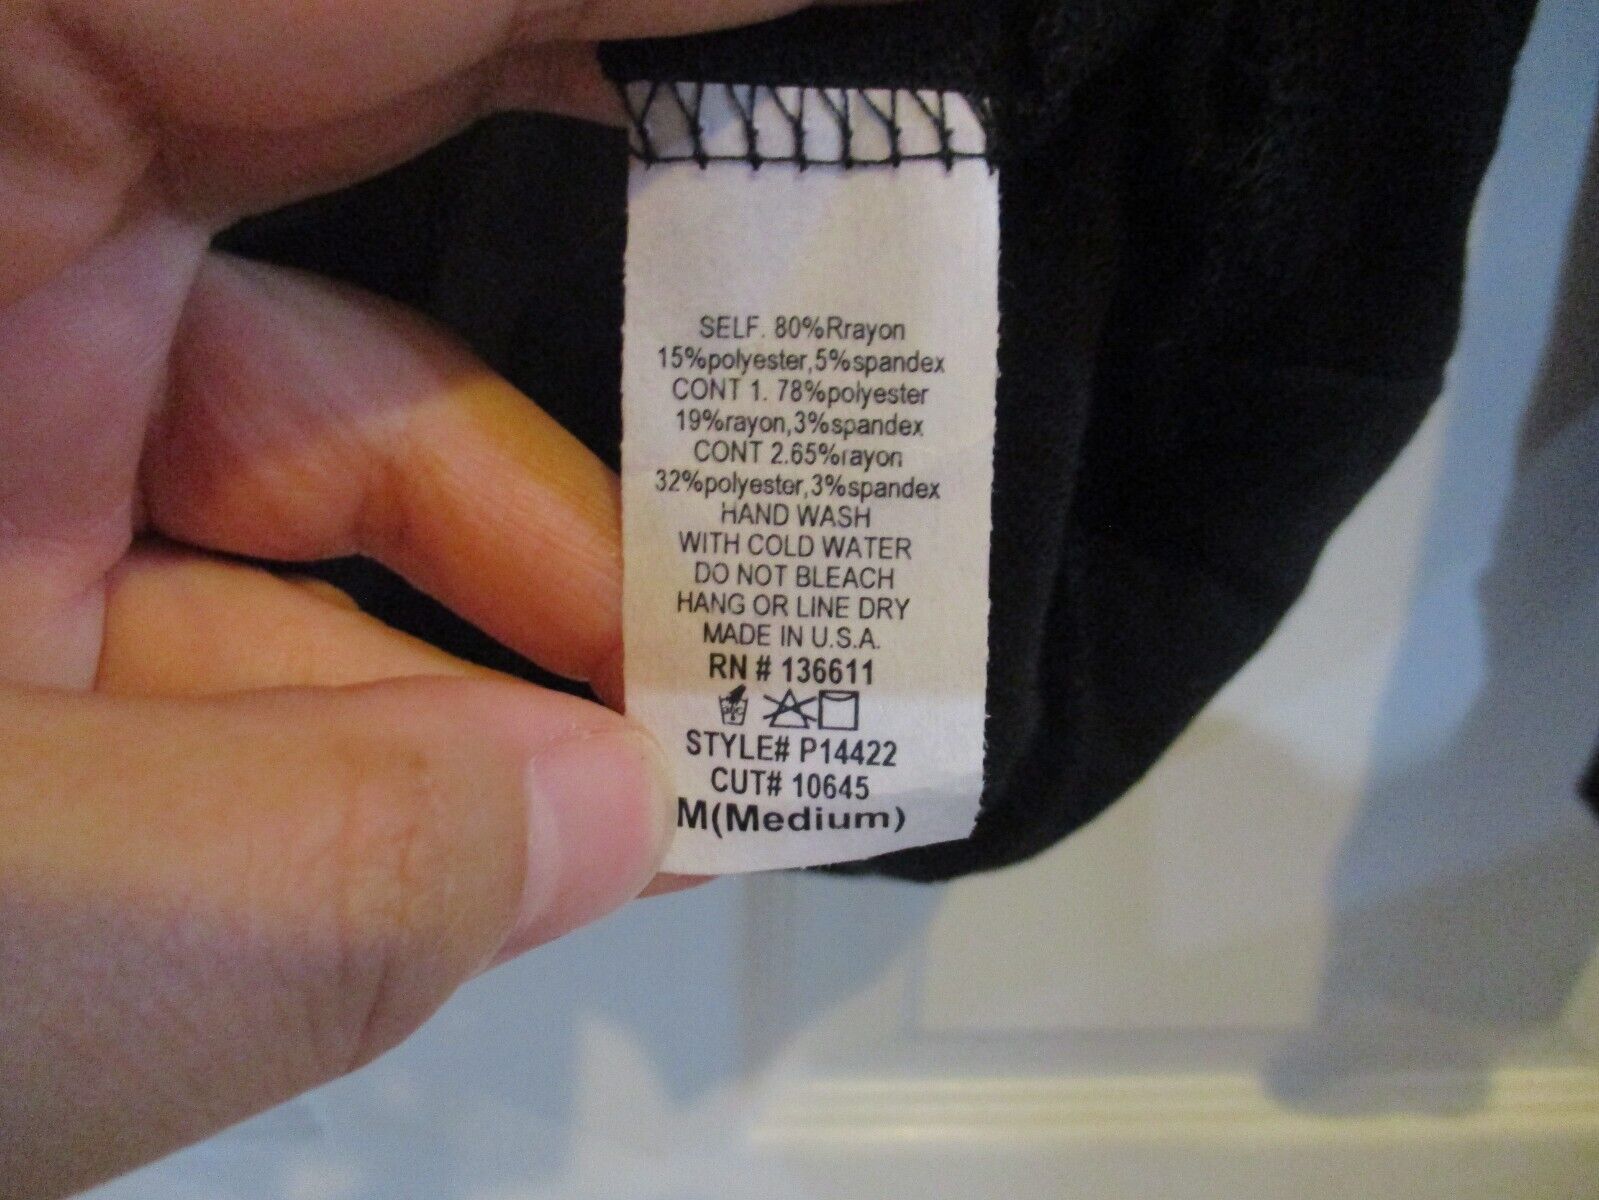 SELF. 80%Rrayon
15%polyester,5%spandex
CONT 1. 78%polyester
19%rayon,3%spandex
CONT 2.65%rayon
32%polyester,3%spandex
HAND WASH
WITH COLD WATER
DO NOT BLEACH
HANG OR LINE DRY
MADE IN U.S.A.
RN # 136611
STYLE# P14422
CUT# 10645
M(Medium)